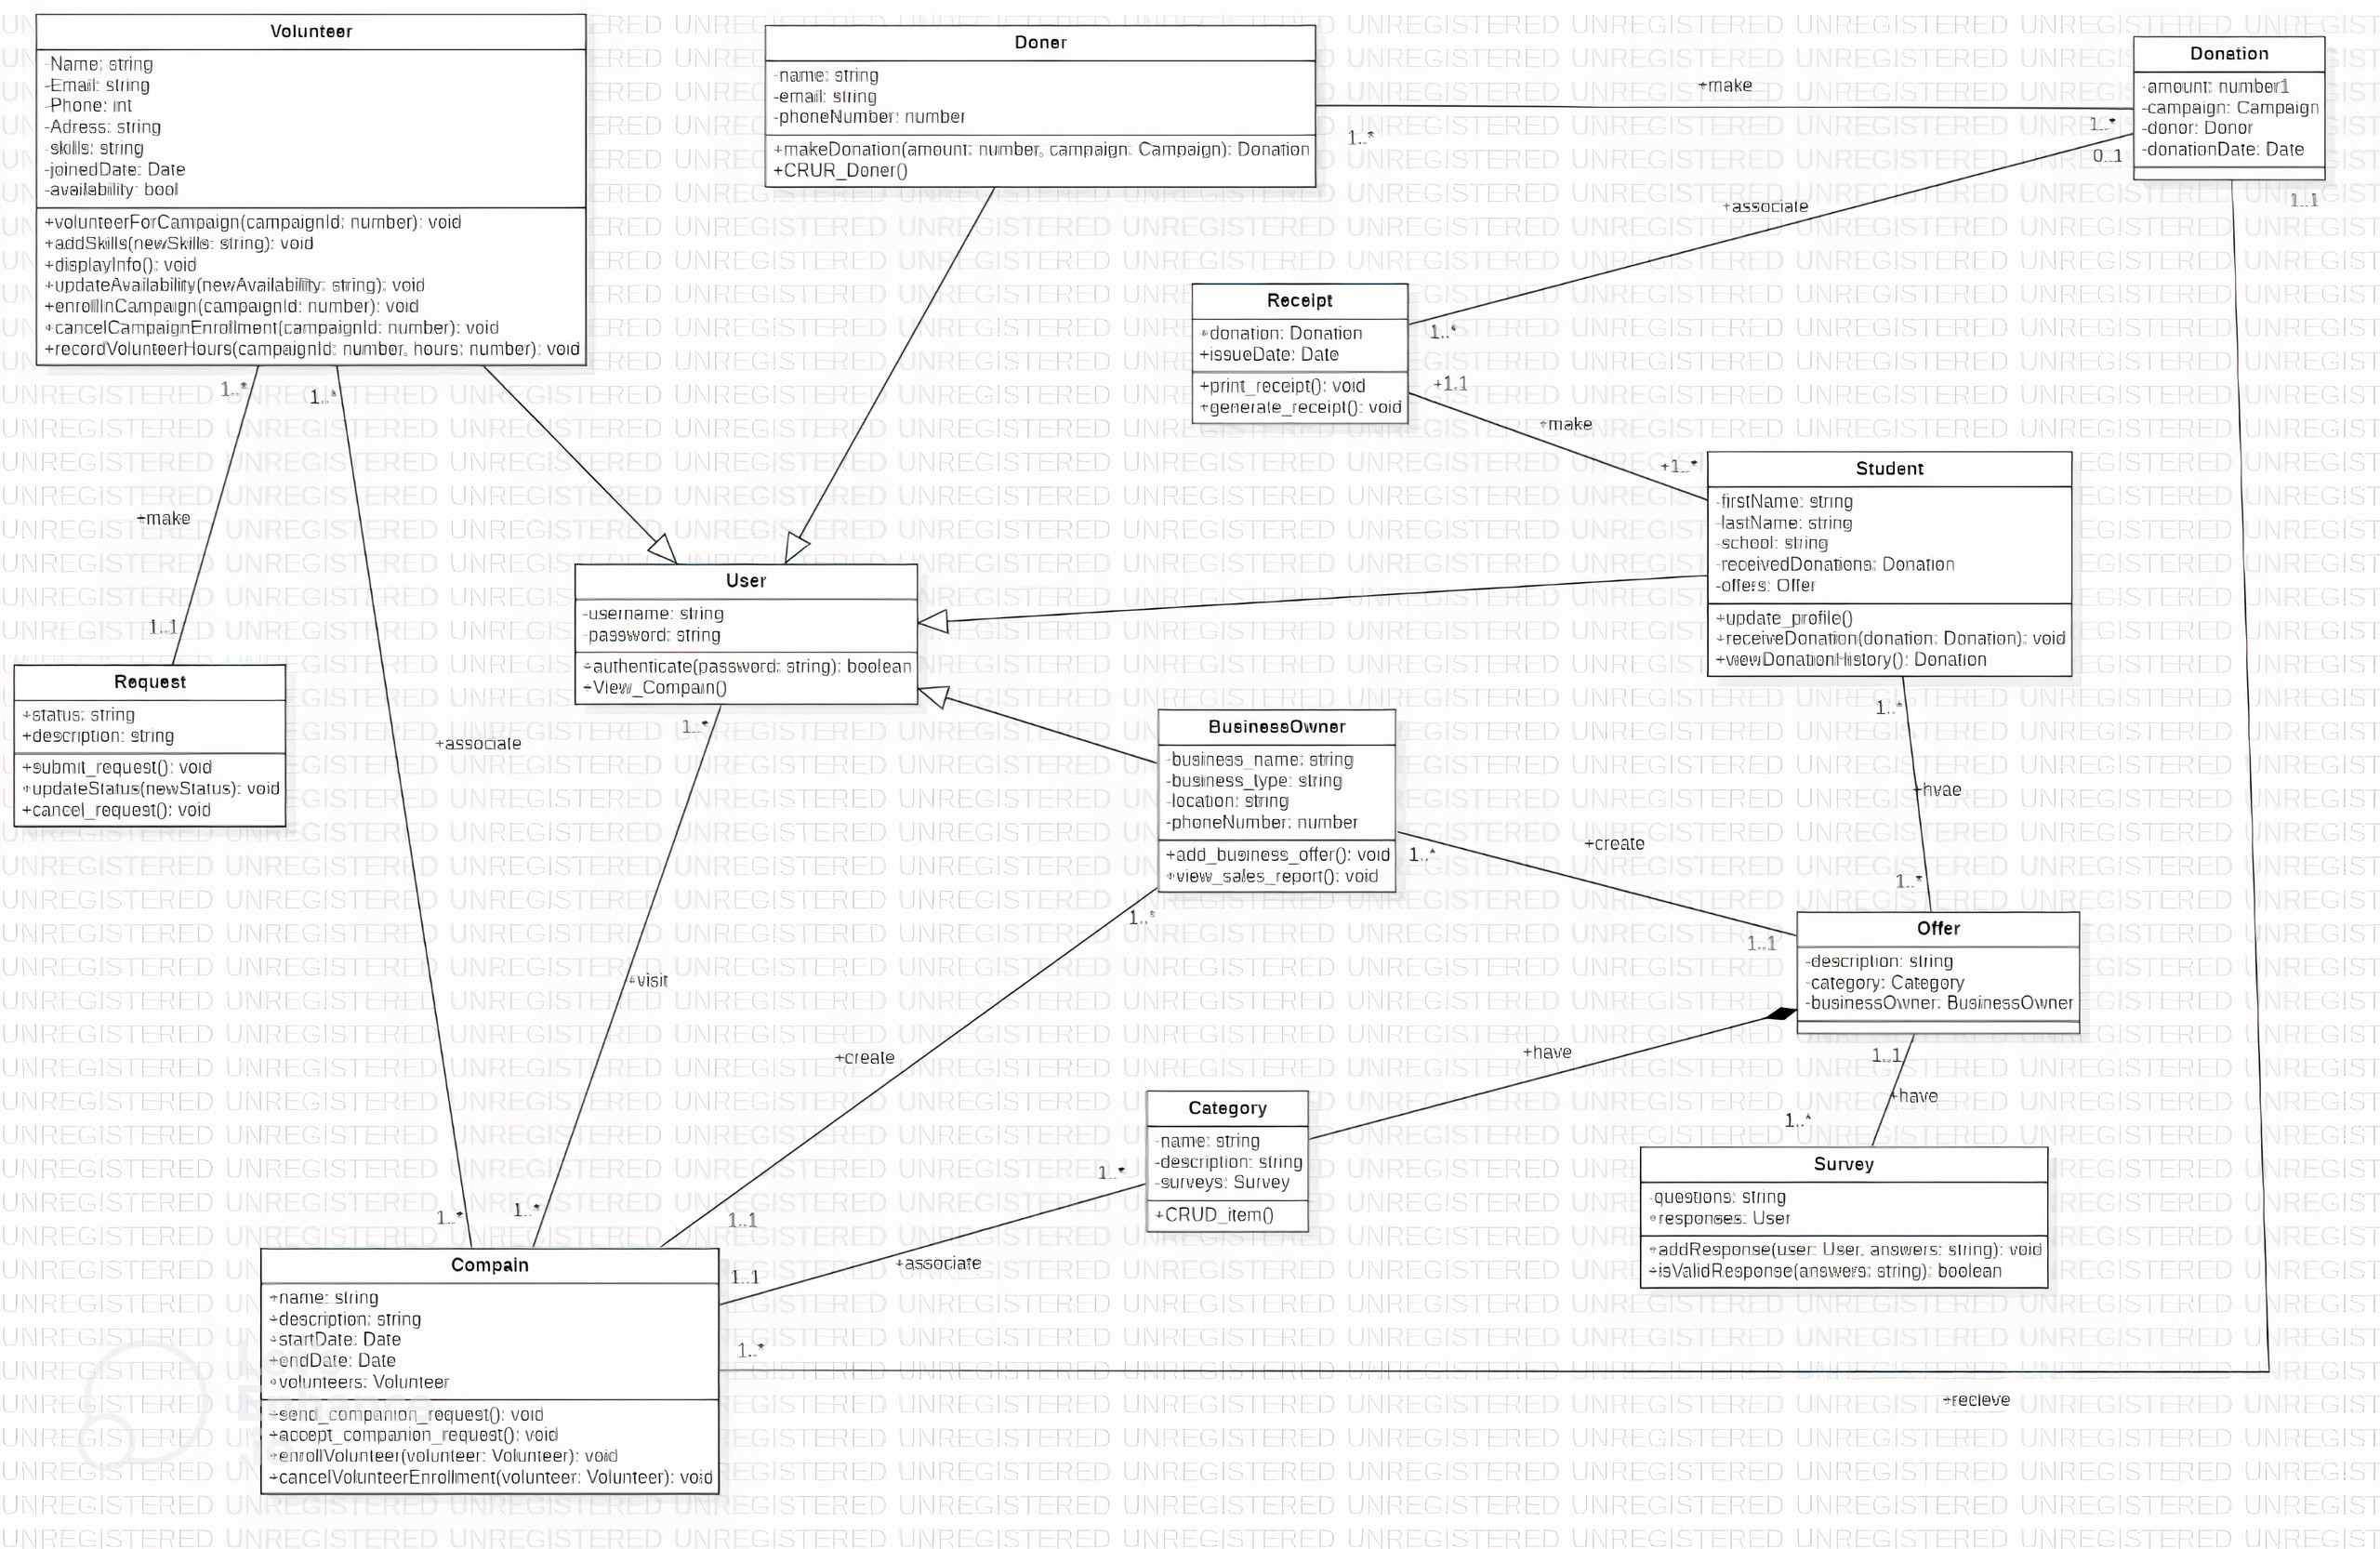 Volunteer
-Name: string
-Email: string
-Phone: int
-Adress: string
-skills: string
-joinedDate: Date
-availability: bool
+volunteerForCampaign(campaignId: number): void
+addSkills(newSkills: string): void
+displayInfo(): void
+updateAvailability(newAvailability: string): void
+enrollInCampaign(campaignId: number): void
+cancelCampaignEnrollment(campaignId: number): void
+recordVolunteerHours(campaignId: number, hours: number): void
Doner
-name: string
-email: string
-phoneNumber: number
+makeDonation(amount: number, campaign: Campaign): Donation
+CRUR_Doner()
+make
1..*
1..*
Donation
-amount: number1
-campaign: Campaign
-donor: Donor
-donationDate: Date
0..1
1..1
+associate
1..*
Receipt
+donation: Donation
+issueDate: Date
+print_receipt(): void
+generate_receipt(): void
+1.1
+make
+1..*
Student
-firstName: string
-lastName: string
-school: string
-receivedDonations: Donation
-offers: Offer
+update_profile()
+receiveDonation(donation: Donation): void
+viewDonationHistory(): Donation
1..*
1..*
+make
1..1
User
-username: string
-password: string
+authenticate(password: string): boolean
+View_Compain()
1..*
Request
+status: string
+description: string
+submit_request(): void
+updateStatus(newStatus): void
+cancel_request(): void
+associate
BusinessOwner
-business_name: string
-business_type: string
-location: string
-phoneNumber: number
+add_business_offer(): void
+view_sales_report(): void
1..*
+hvae
1..*
1..*
+create
1..1
1..*
Offer
-description: string
-category: Category
-businessOwner: BusinessOwner
+visit
+create
+have
1..1
+have
1..*
Category
-name: string
-description: string
-surveys: Survey
+CRUD_item()
1..*
Survey
-questions: string
+responses: User
+addResponse(user: User, answers: string): void
+isValidResponse(answers: string): boolean
1..*
1..*
1..1
1..1
+associate
1..*
+recieve
Compain
+name: string
+description: string
+startDate: Date
+endDate: Date
+volunteers: Volunteer
+send_companion_request(): void
+accept_companion_request(): void
+enrollVolunteer(volunteer: Volunteer): void
+cancelVolunteerEnrollment(volunteer: Volunteer): void